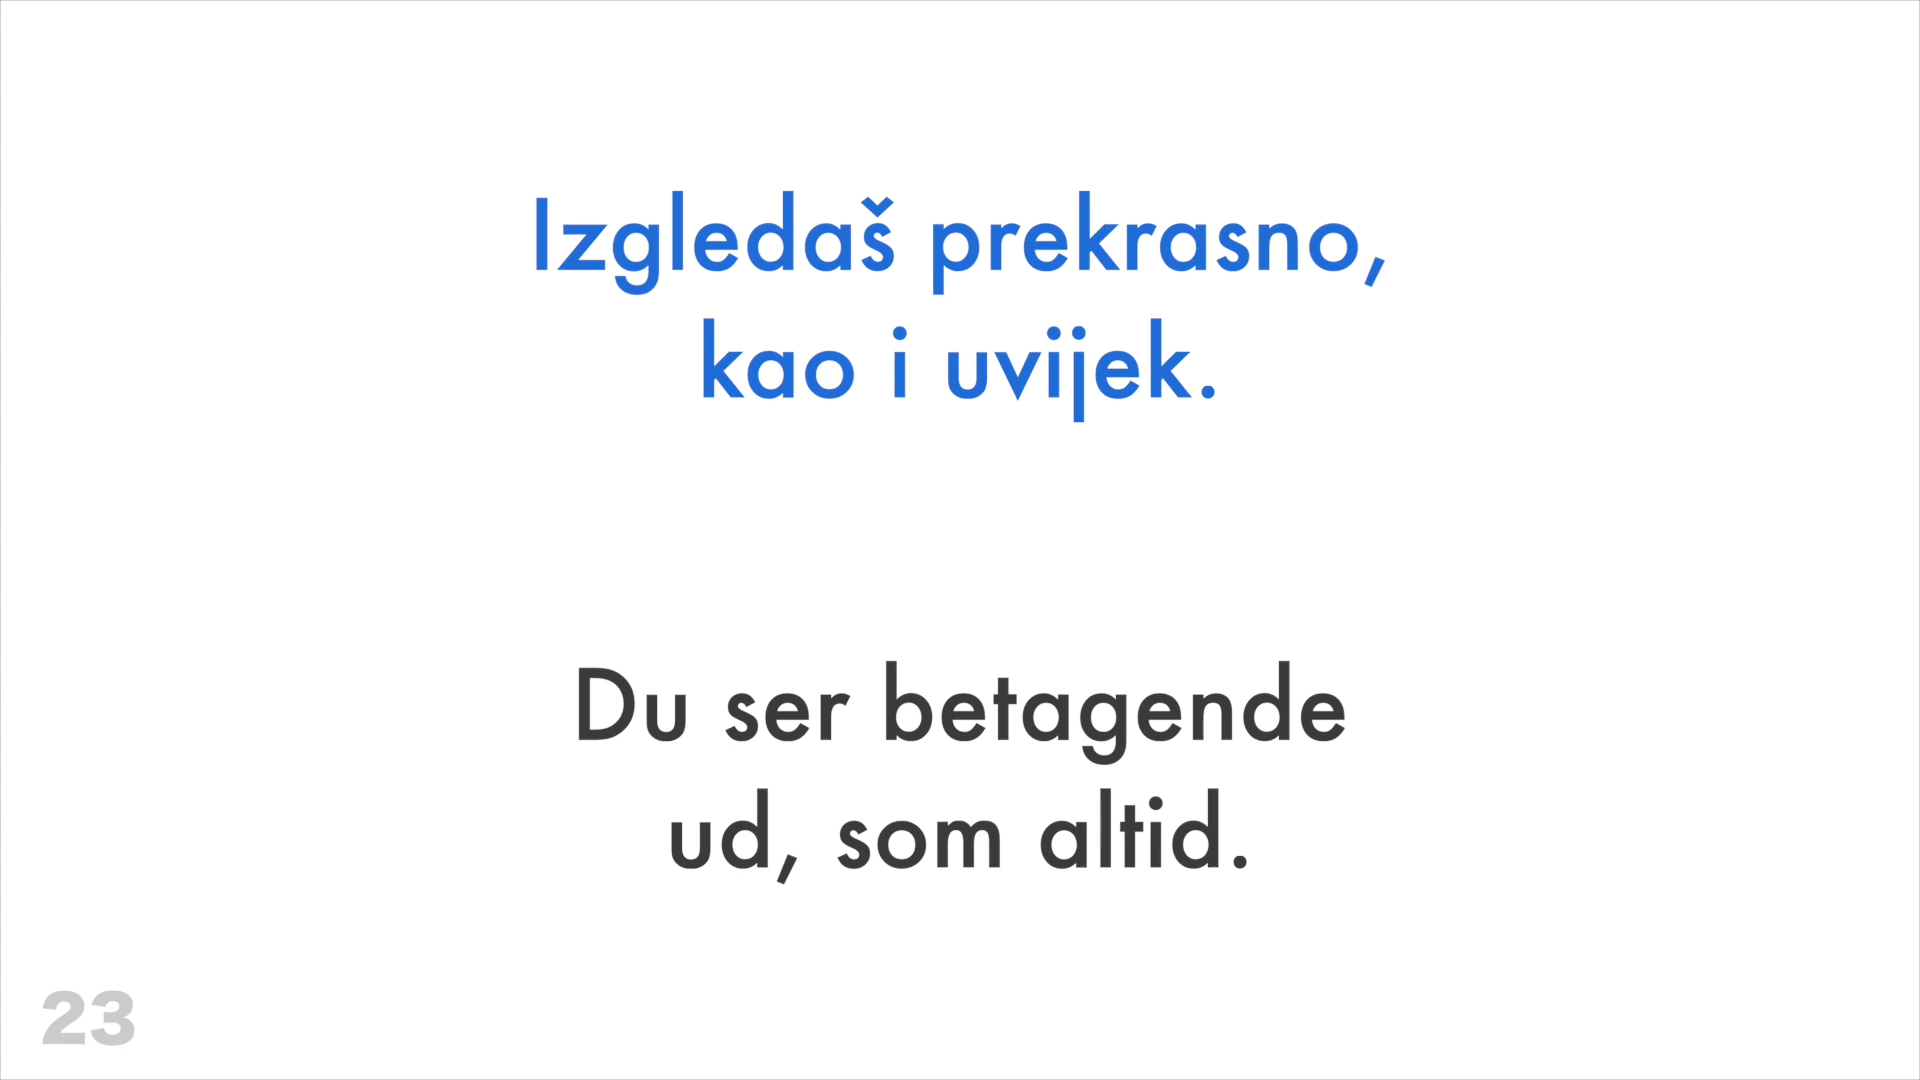 Izgledaš prekrasno,
kao i uvijek.
Du ser betagende
ud, som altid.
23